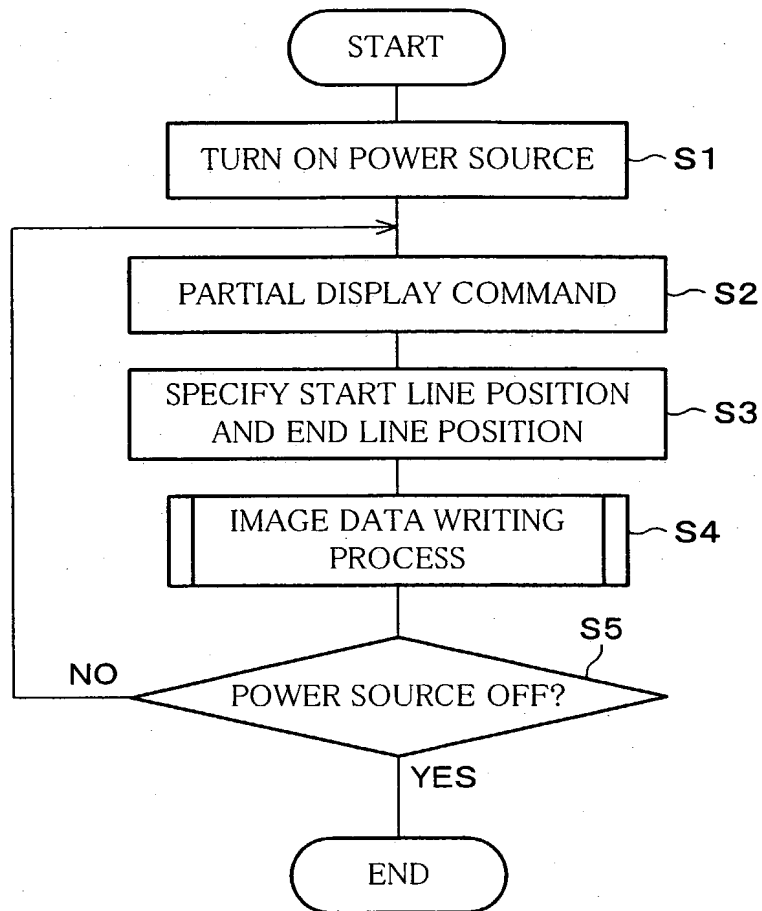 START
TURN ON POWER SOURCE
S1
PARTIAL DISPLAY COMMAND
S2
SPECIFY START LINE POSITION
AND END LINE POSITION
S3
IMAGE DATA WRITING
PROCESS
S4
S5
NO
POWER SOURCE OFF?
YES
END